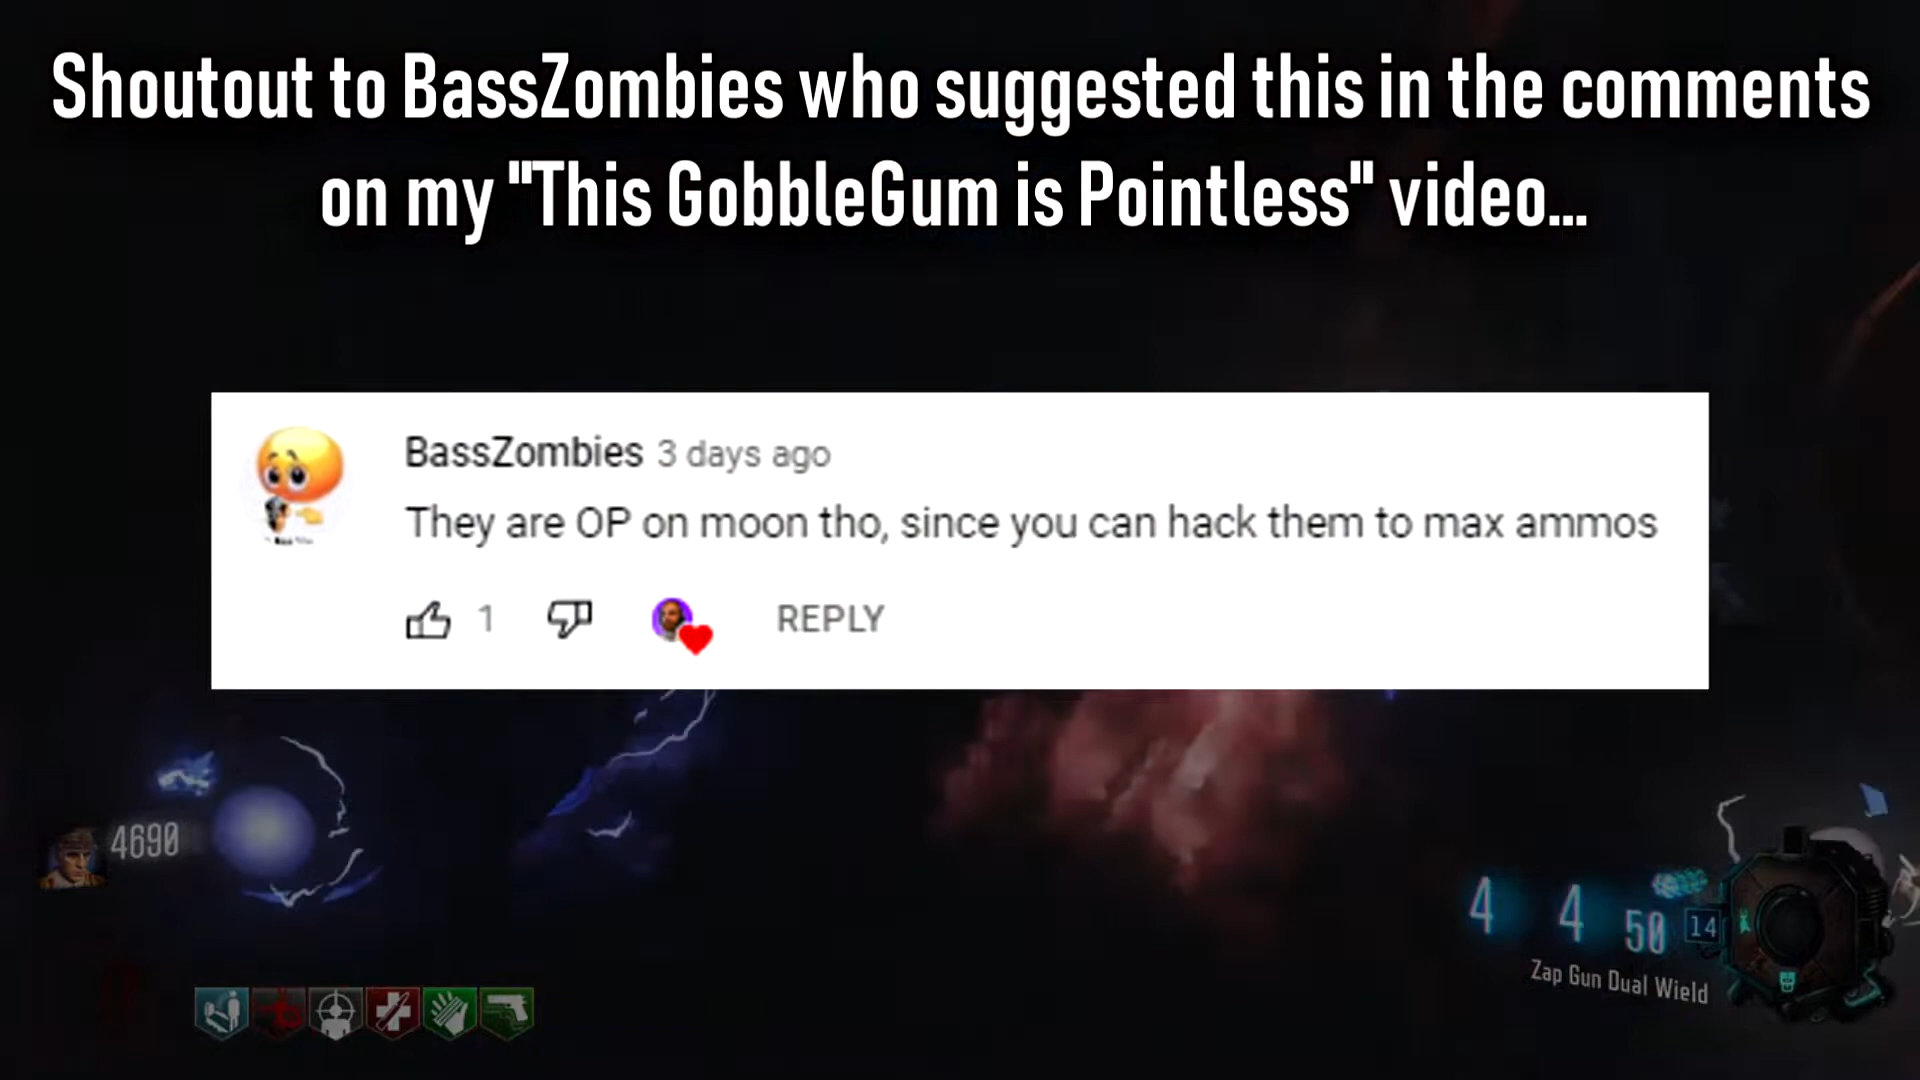 Shoutout to BassZombies who suggested this in the comments
on my "This GobbleGum is Pointless" video...
BassZombies 3 days ago
They are OP on moon tho, since you can hack them to max ammos
1 REPLY
4690
4 4 50 14
Zap Gun Dual Wield